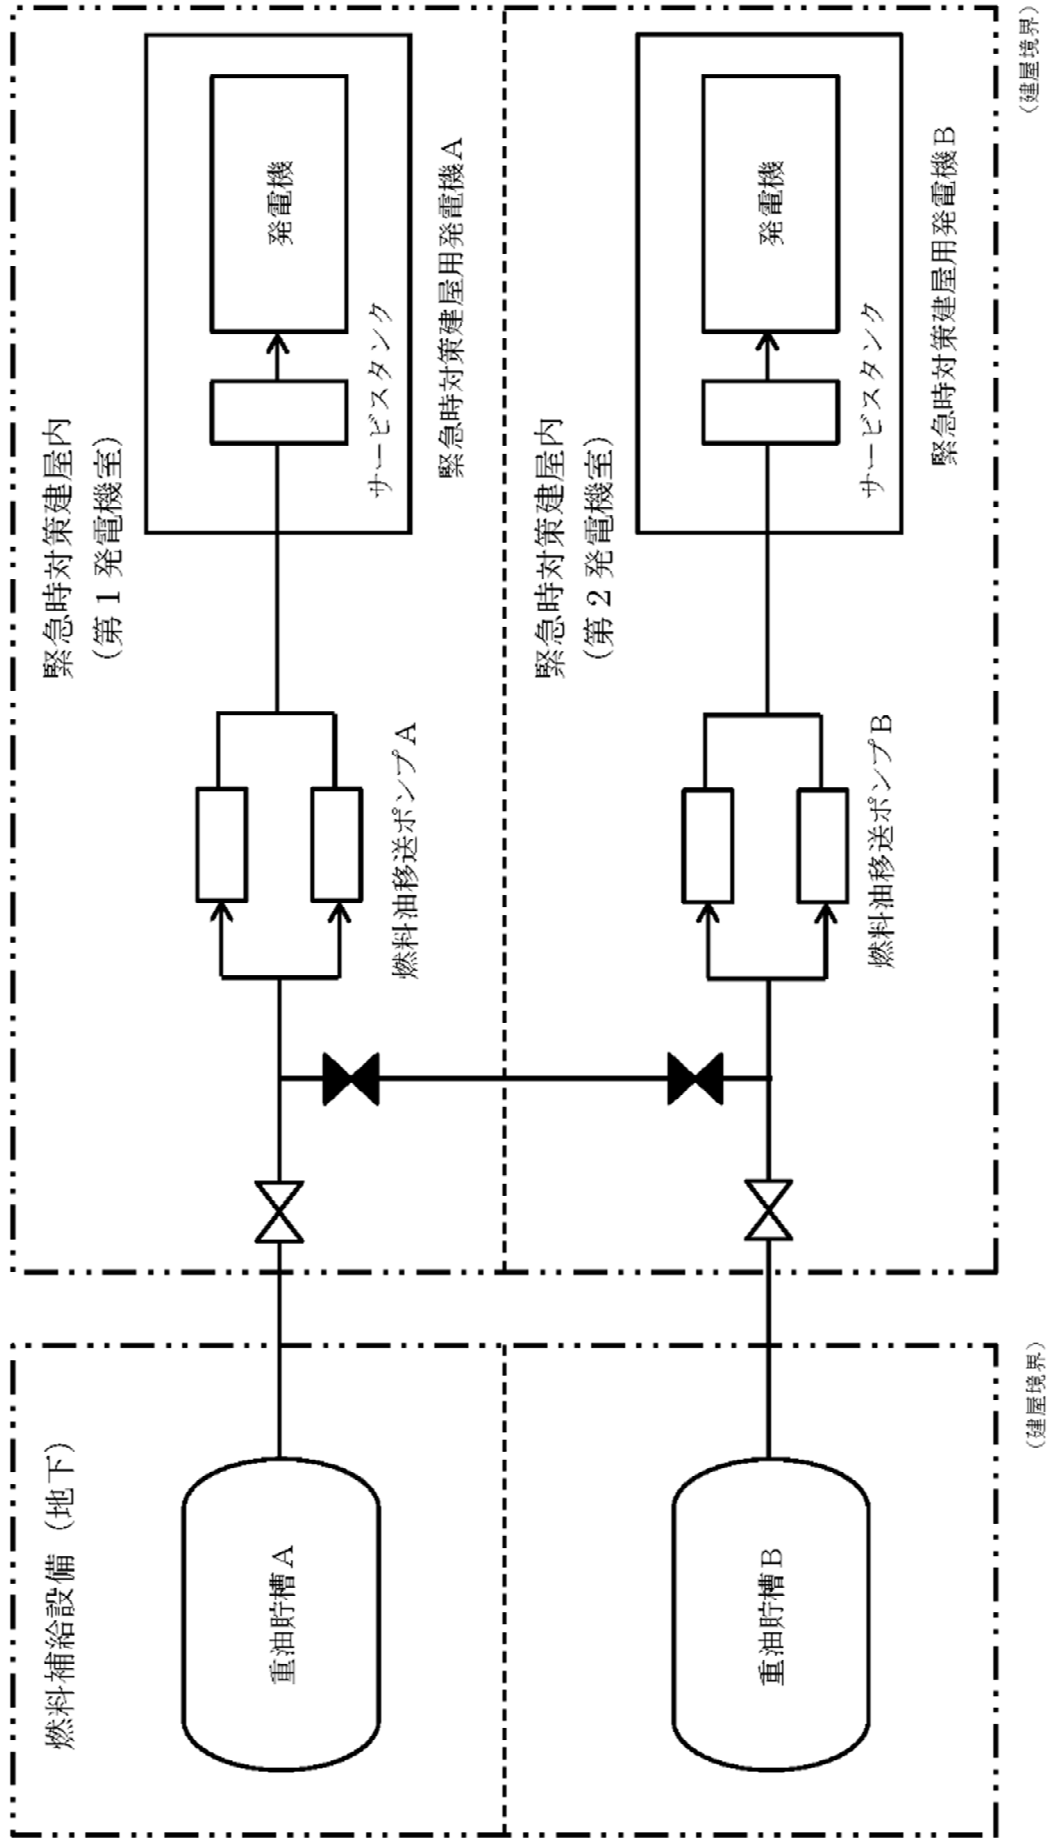 燃料補給設備（地下）
重油貯槽A
重油貯槽B
（建屋境界）
緊急時対策建屋内
（第１発電機室）
燃料油移送ポンプA
サービスタンク
発電機
緊急時対策建屋用発電機A
緊急時対策建屋内
（第２発電機室）
燃料油移送ポンプB
サービスタンク
発電機
緊急時対策建屋用発電機B
（建屋境界）